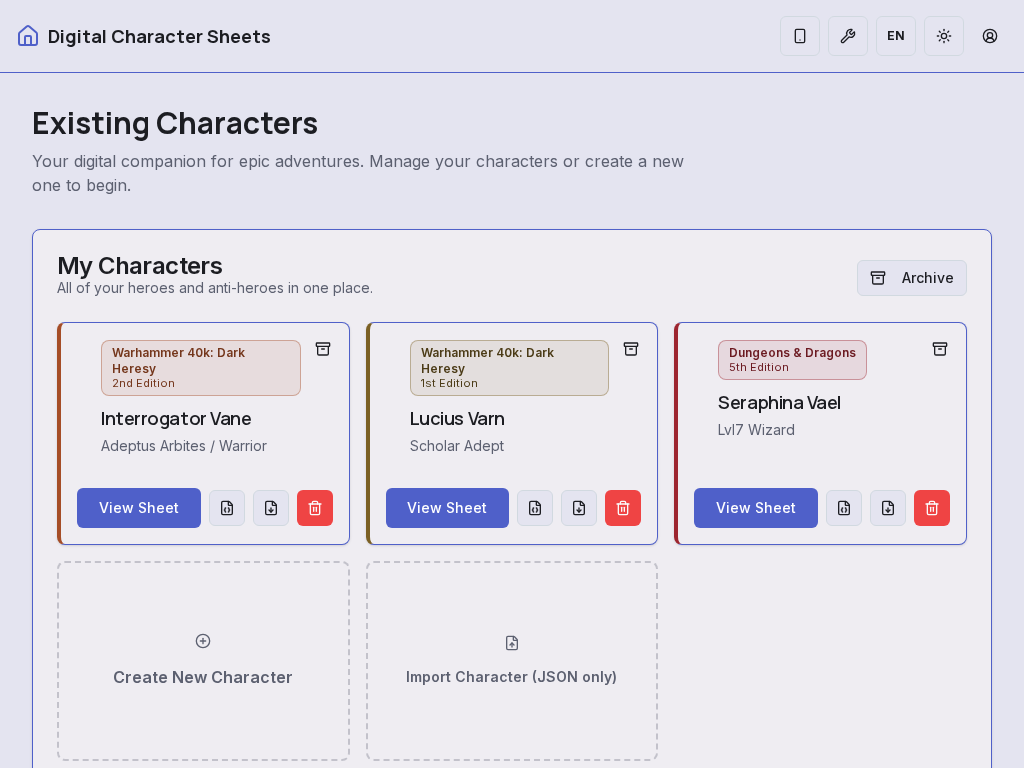 Digital Character Sheets
EN
Existing Characters
Your digital companion for epic adventures. Manage your characters or create a new
one to begin.
My Characters
All of your heroes and anti-heroes in one place.
Archive
Warhammer 40k: Dark
Heresy
2nd Edition
Interrogator Vane
Adeptus Arbites / Warrior
View Sheet
Warhammer 40k: Dark
Heresy
1st Edition
Lucius Varn
Scholar Adept
View Sheet
Dungeons & Dragons
5th Edition
Seraphina Vael
Lvl7 Wizard
View Sheet
Create New Character
Import Character (JSON only)